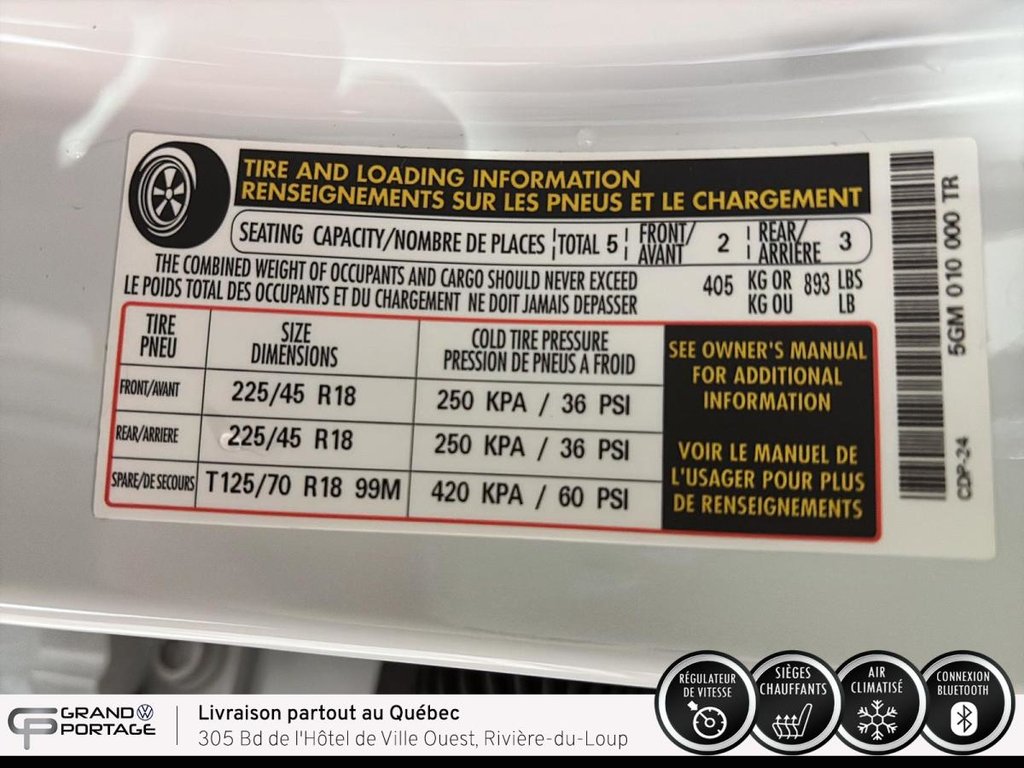 TIRE AND LOADING INFORMATION
RENSEIGNEMENTS SUR LES PNEUS ET LE CHARGEMENT
SEATING CAPACITY/NOMBRE DE PLACES TOTAL 5 FRONT/AVANT 2 REAR/ARRIÈRE 3
THE COMBINED WEIGHT OF OCCUPANTS AND CARGO SHOULD NEVER EXCEED 405 KG OR 893 LBS
LE POIDS TOTAL DES OCCUPANTS ET DU CHARGEMENT NE DOIT JAMAIS DEPASSER KG OU LB
TIRE
PNEU
SIZE
DIMENSIONS
COLD TIRE PRESSURE
PRESSION DE PNEUS A FROID
FRONT/AVANT 225/45 R18 250 KPA / 36 PSI
REAR/ARRIERE 225/45 R18 250 KPA / 36 PSI
SPARE/DE SECOURS T125/70 R18 99M 420 KPA / 60 PSI
SEE OWNER'S MANUAL
FOR ADDITIONAL
INFORMATION
VOIR LE MANUEL DE
L'USAGER POUR PLUS
DE RENSEIGNEMENTS
5GM 010 000 TR
CDP-24
RÉGULATEUR
DE VITESSE
SIÈGES
CHAUFFANTS
AIR
CLIMATISÉ
CONNEXION
BLUETOOTH
GP GRAND VW
PORTAGE
Livraison partout au Québec
305 Bd de l'Hôtel de Ville Ouest, Rivière-du-Loup